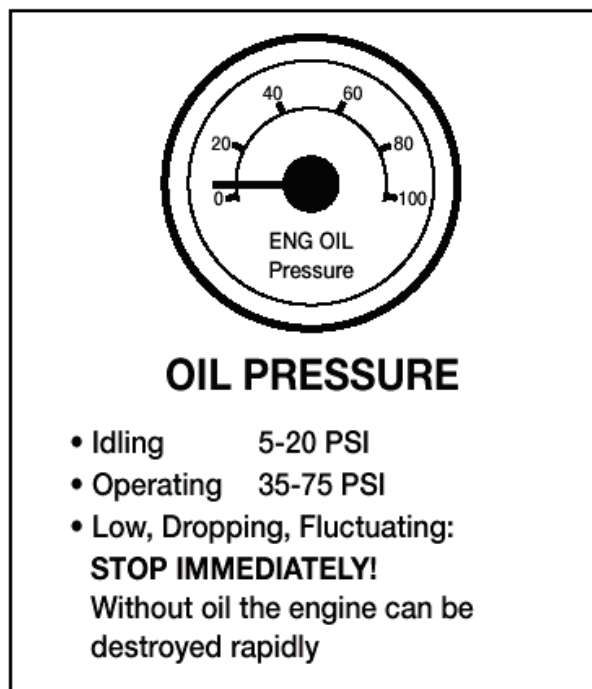 40 60
20 80
0 100
ENG OIL
Pressure
OIL PRESSURE
• Idling 5-20 PSI
• Operating 35-75 PSI
• Low, Dropping, Fluctuating:
STOP IMMEDIATELY!
Without oil the engine can be
destroyed rapidly